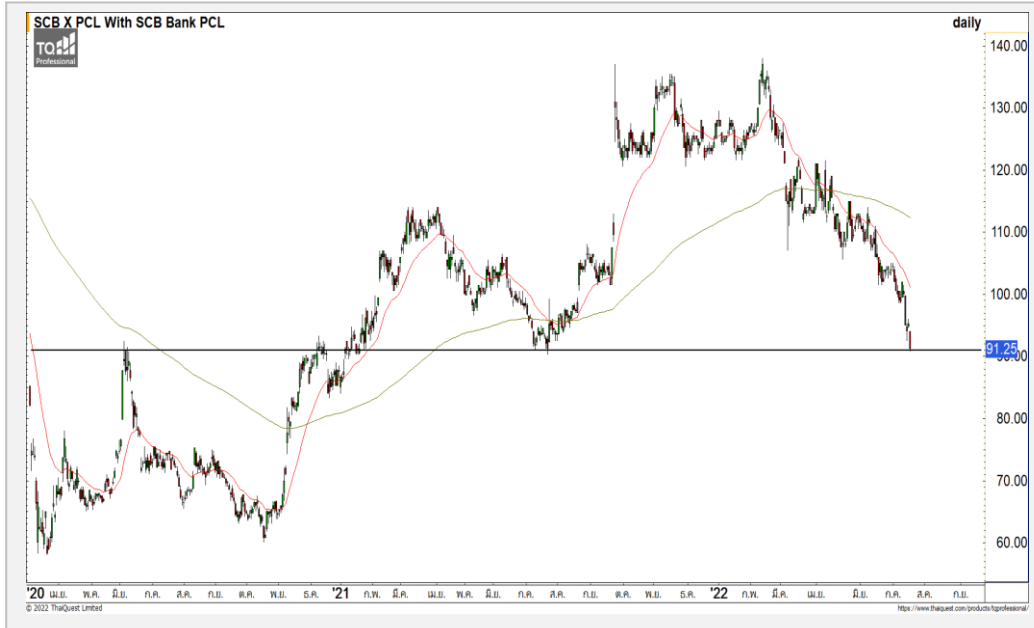 SCB X PCL With SCB Bank PCL daily
TQ
Professional
140.00
130.00
120.00
110.00
100.00
91.25
90.00
80.00
70.00
60.00
'20 เม.ย. พ.ค. มิ.ย. ก.ค. ส.ค. ก.ย. ต.ค. พ.ย. ธ.ค. '21 ก.พ. มี.ค. เม.ย. พ.ค. มิ.ย. ก.ค. ส.ค. ก.ย. ต.ค. พ.ย. ธ.ค. '22 ก.พ. มี.ค. เม.ย. มิ.ย. ก.ค. ส.ค. ก.ย.
© 2022 ThaiQuest Limited https://www.thaiquest.com/products/tqprofessional/